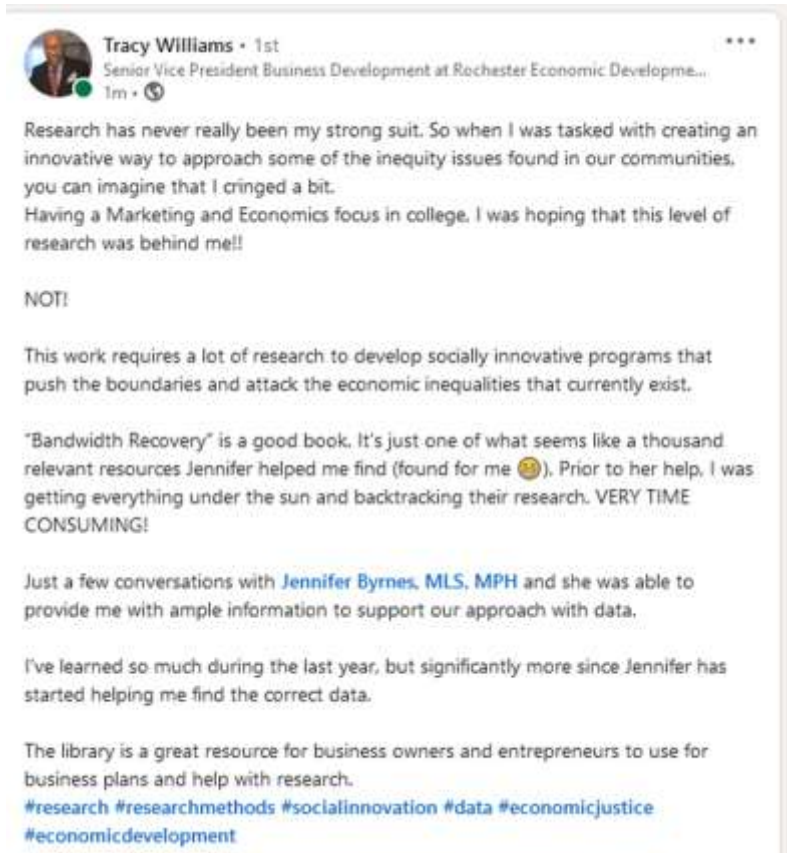 Tracy Williams • 1st
Senior Vice President Business Development at Rochester Economic Developme...
1m •
Research has never really been my strong suit. So when I was tasked with creating an
innovative way to approach some of the inequity issues found in our communities,
you can imagine that I cringed a bit.
Having a Marketing and Economics focus in college, I was hoping that this level of
research was behind me!!
NOT!
This work requires a lot of research to develop socially innovative programs that
push the boundaries and attack the economic inequalities that currently exist.
"Bandwidth Recovery" is a good book. It's just one of what seems like a thousand
relevant resources Jennifer helped me find (found for me 😁). Prior to her help, I was
getting everything under the sun and backtracking their research. VERY TIME
CONSUMING!
Just a few conversations with Jennifer Byrnes, MLS, MPH and she was able to
provide me with ample information to support our approach with data.
I've learned so much during the last year, but significantly more since Jennifer has
started helping me find the correct data.
The library is a great resource for business owners and entrepreneurs to use for
business plans and help with research.
#research #researchmethods #socialinnovation #data #economicjustice
#economicdevelopment